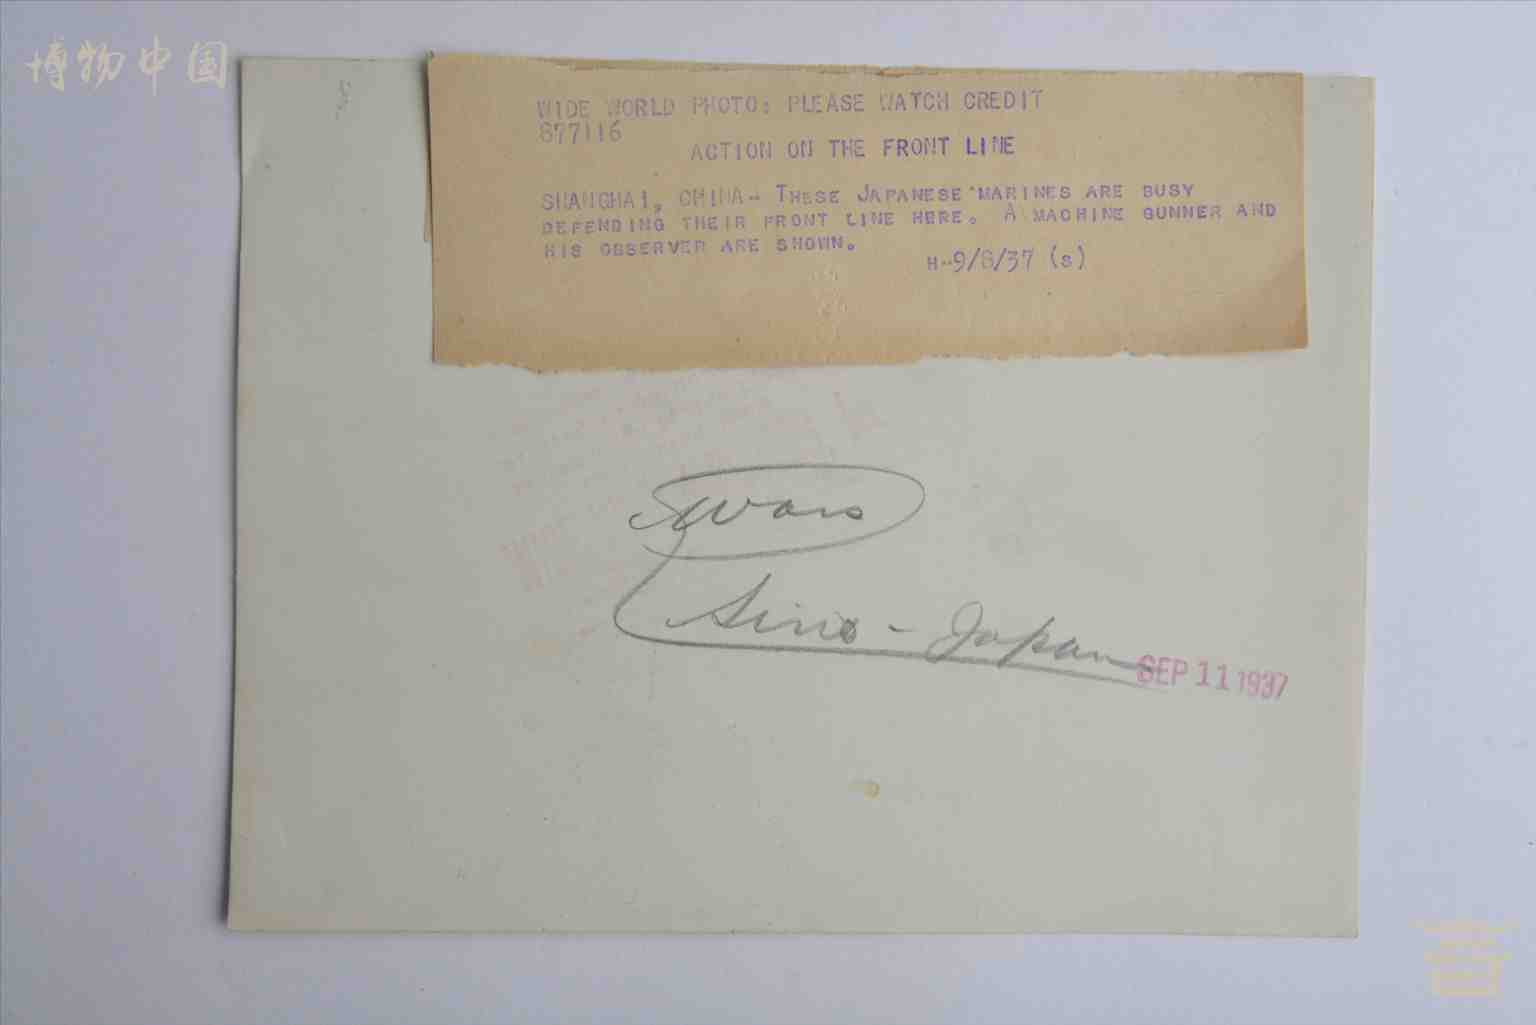 博物中国
WIDE WORLD PHOTO: PLEASE WATCH CREDIT
877116
ACTION ON THE FRONT LINE
SHANGHAI, CHINA-- THESE JAPANESE MARINES ARE BUSY
DEFENDING THEIR FRONT LINE HERE. A MACHINE GUNNER AND
HIS OBSERVER ARE SHOWN.
H--9/8/37 (S)
Wars
Sino - Japan
SEP 11 1937